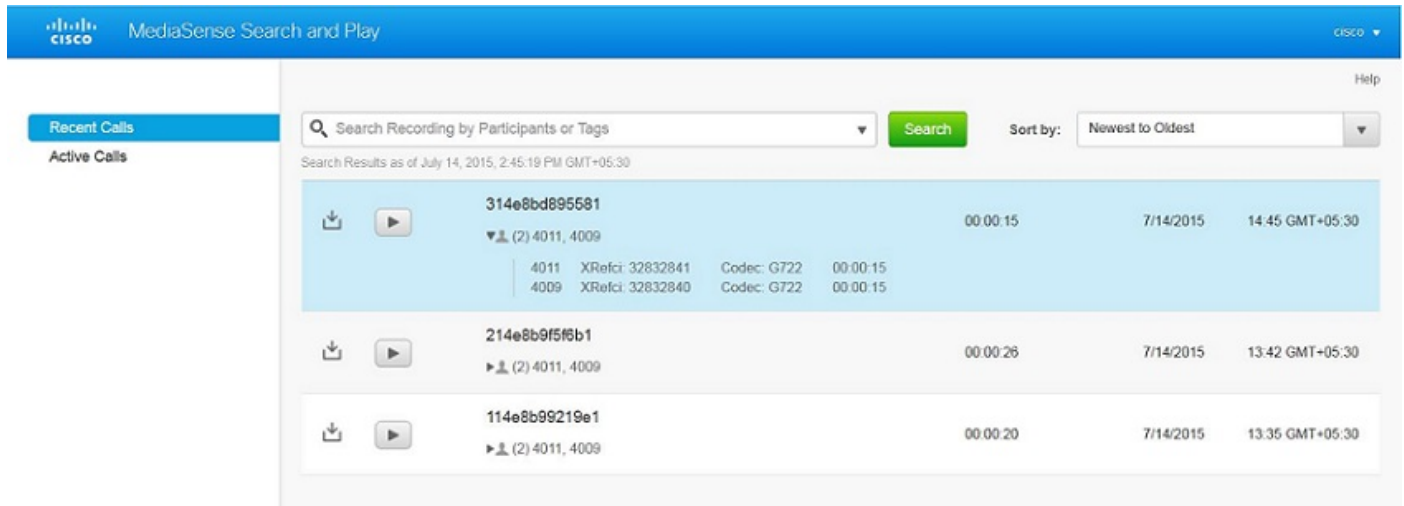 CISCO MediaSense Search and Play cisco
Help
Recent Calls
Active Calls
Search Recording by Participants or Tags Search Sort by: Newest to Oldest
Search Results as of July 14, 2015, 2:45:19 PM GMT+05:30
314e8bd895581
(2) 4011, 4009 00:00:15 7/14/2015 14:45 GMT+05:30
4011 XRefci: 32832841 Codec: G722 00:00:15
4009 XRefci: 32832840 Codec: G722 00:00:15
214e8b9f5f6b1
(2) 4011, 4009 00:00:26 7/14/2015 13:42 GMT+05:30
114e8b99219e1
(2) 4011, 4009 00:00:20 7/14/2015 13:35 GMT+05:30